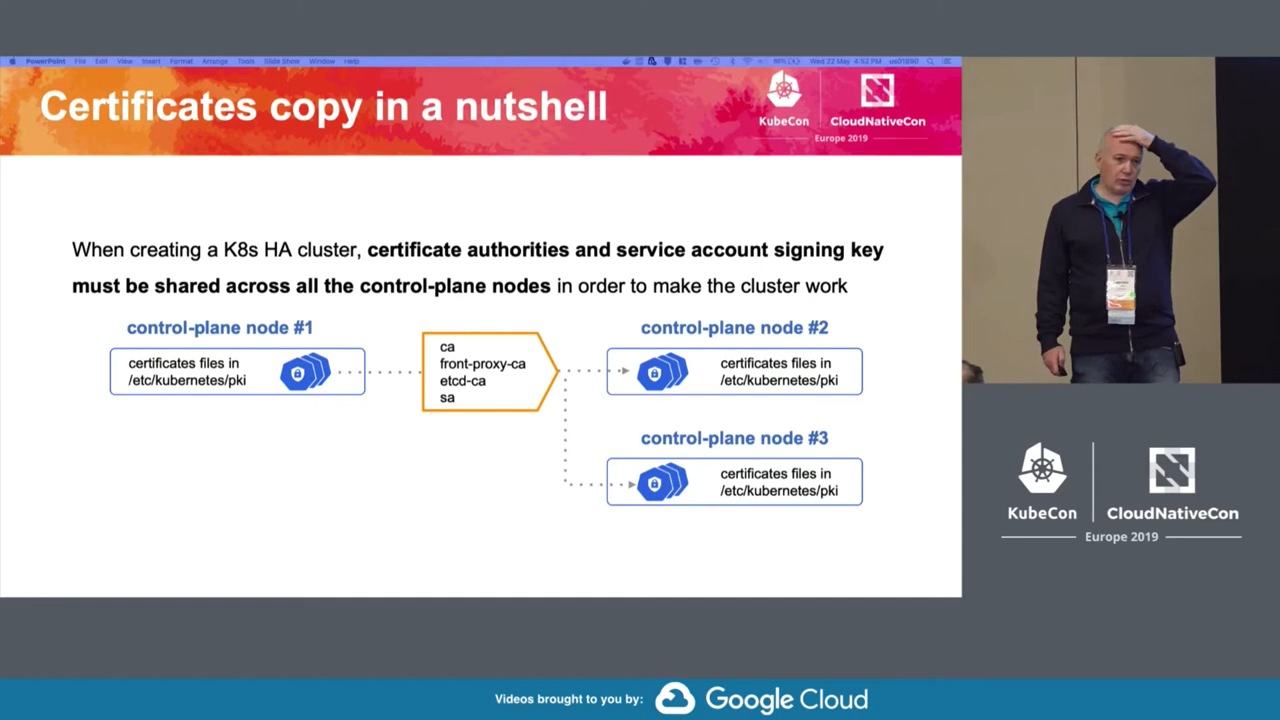 PowerPoint File Edit View Insert Format Arrange Tools Slide Show Window Help
Wed 22 May 4:52 PM
Certificates copy in a nutshell
KubeCon
CloudNativeCon
Europe 2019
When creating a K8s HA cluster, certificate authorities and service account signing key
must be shared across all the control-plane nodes in order to make the cluster work
control-plane node #1
certificates files in
/etc/kubernetes/pki
ca
front-proxy-ca
etcd-ca
sa
control-plane node #2
certificates files in
/etc/kubernetes/pki
control-plane node #3
certificates files in
/etc/kubernetes/pki
KubeCon
CloudNativeCon
Europe 2019
Videos brought to you by:
Google Cloud